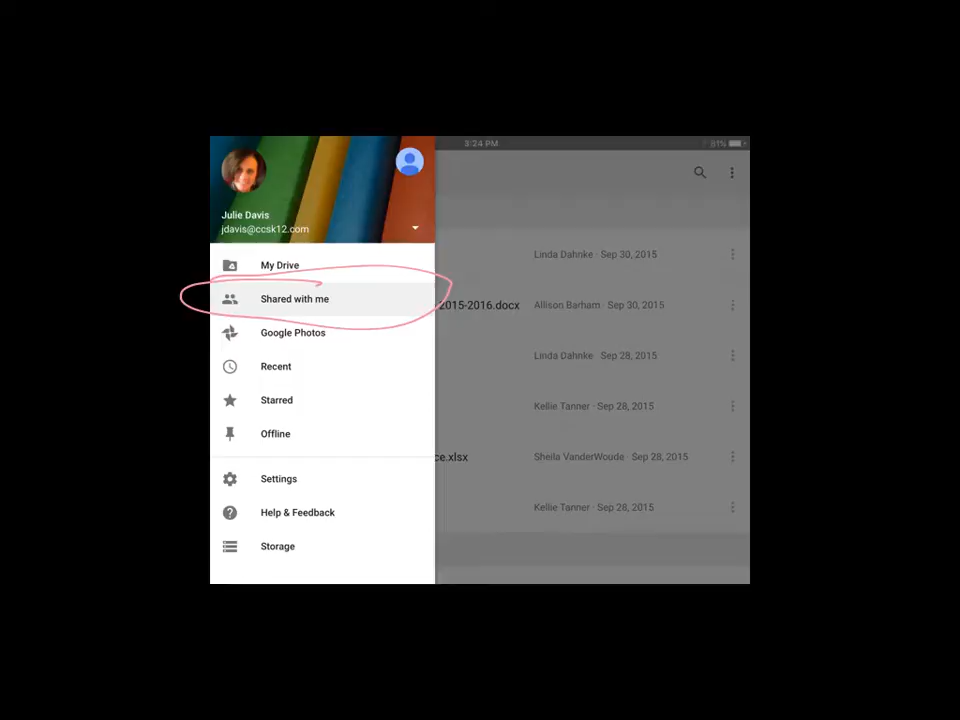 3:24 PM
81%
Julie Davis
jdavis@ccsk12.com
My Drive
Linda Dahnke · Sep 30, 2015
Shared with me
2015-2016.docx Allison Barham · Sep 30, 2015
Google Photos
Linda Dahnke · Sep 28, 2015
Recent
Starred
Kellie Tanner · Sep 28, 2015
Offline
ce.xlsx Sheila VanderWoude · Sep 28, 2015
Settings
Kellie Tanner · Sep 28, 2015
Help & Feedback
Storage